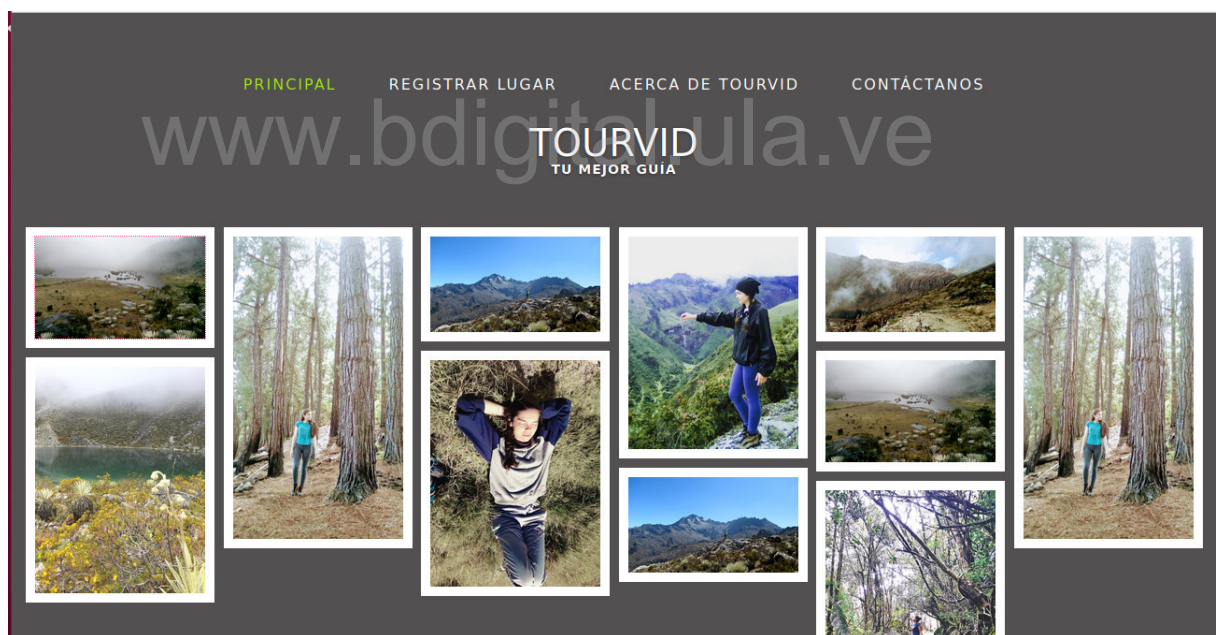 PRINCIPAL REGISTRAR LUGAR ACERCA DE TOURVID CONTÁCTANOS
www.bdigital.ula.ve
TOURVID
TU MEJOR GUÍA